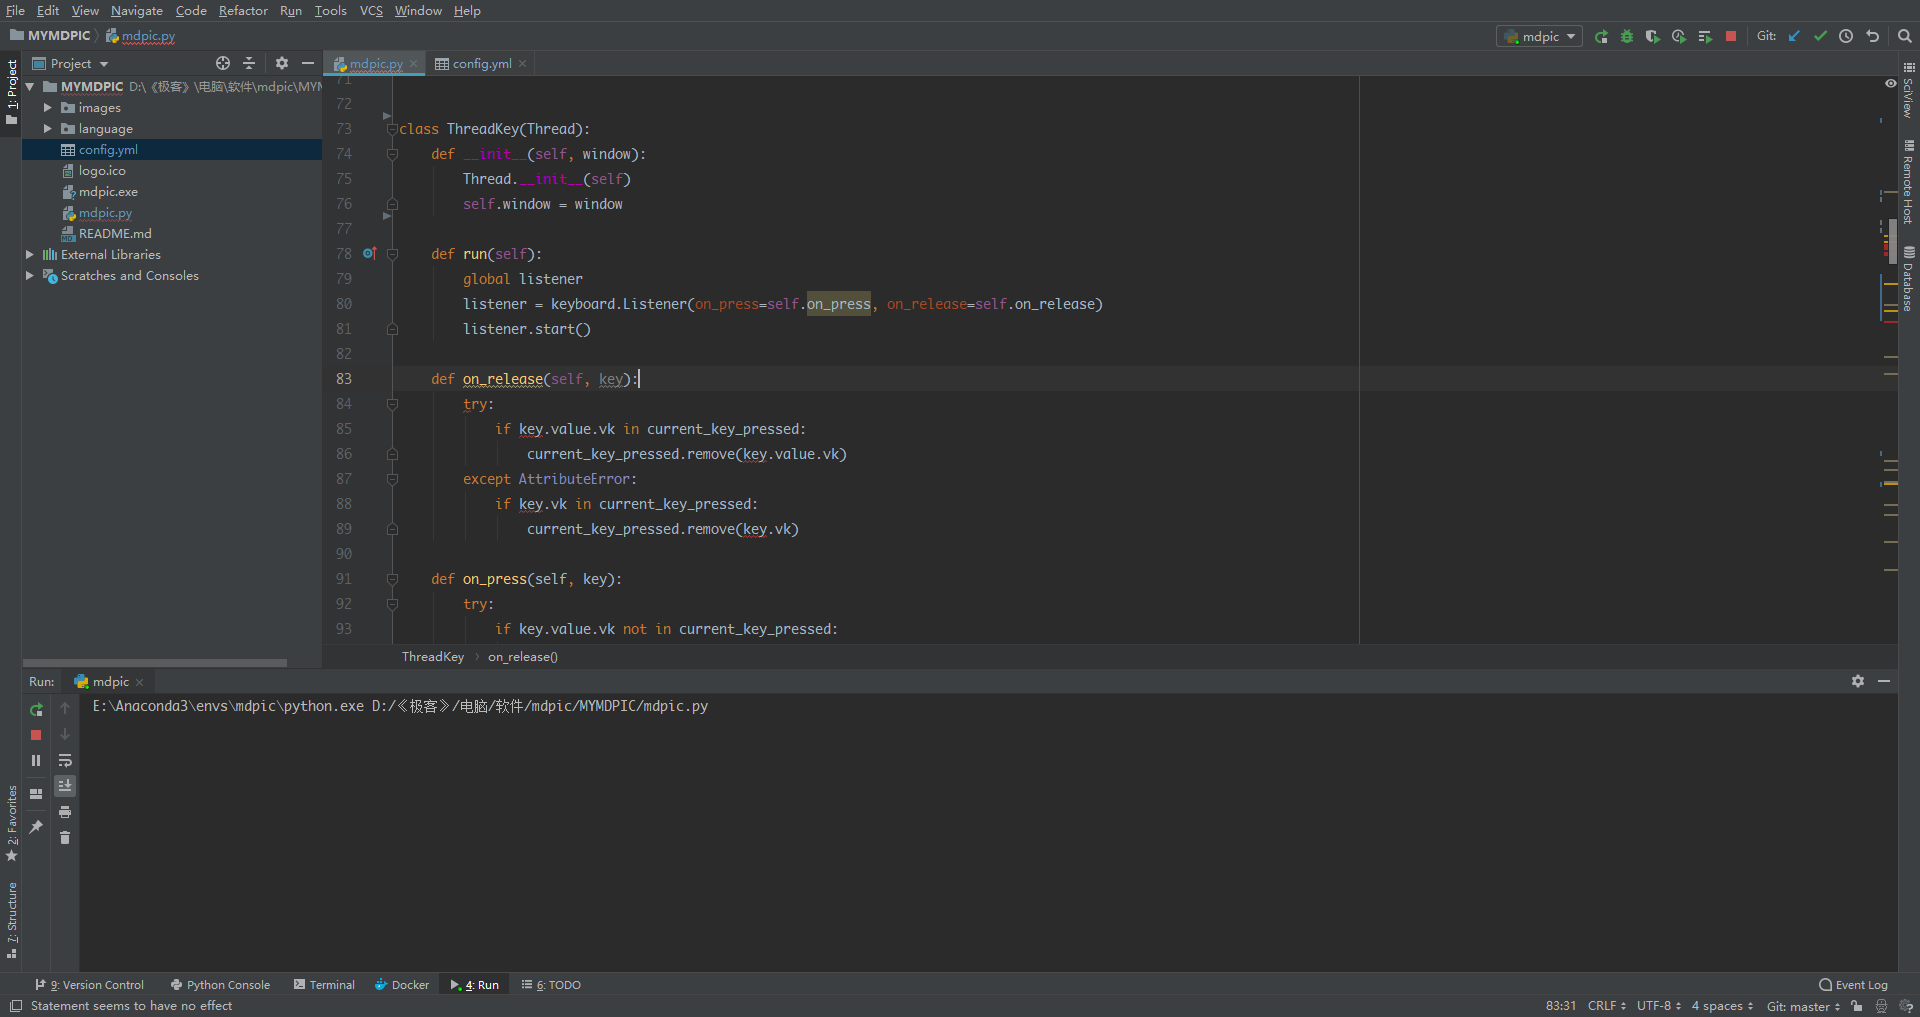 File Edit View Navigate Code Refactor Run Tools VCS Window Help
MYMDPIC mdpic.py
mdpic Git:
1: Project
Project
mdpic.py
config.yml
MYMDPIC D:\《极客》\电脑\软件\mdpic\MYM
images
language
config.yml
logo.ico
mdpic.exe
mdpic.py
README.md
External Libraries
Scratches and Consoles
71
72
73 class ThreadKey(Thread):
74 def __init__(self, window):
75 Thread.__init__(self)
76 self.window = window
77
78 def run(self):
79 global listener
80 listener = keyboard.Listener(on_press=self.on_press, on_release=self.on_release)
81 listener.start()
82
83 def on_release(self, key):
84 try:
85 if key.value.vk in current_key_pressed:
86 current_key_pressed.remove(key.value.vk)
87 except AttributeError:
88 if key.vk in current_key_pressed:
89 current_key_pressed.remove(key.vk)
90
91 def on_press(self, key):
92 try:
93 if key.value.vk not in current_key_pressed:
ThreadKey on_release()
SciView
Remote Host
Database
Run: mdpic
E:\Anaconda3\envs\mdpic\python.exe D:/《极客》/电脑/软件/mdpic/MYMDPIC/mdpic.py
2: Favorites
7: Structure
9: Version Control Python Console Terminal Docker 4: Run 6: TODO Event Log
Statement seems to have no effect 83:31 CRLF UTF-8 4 spaces Git: master